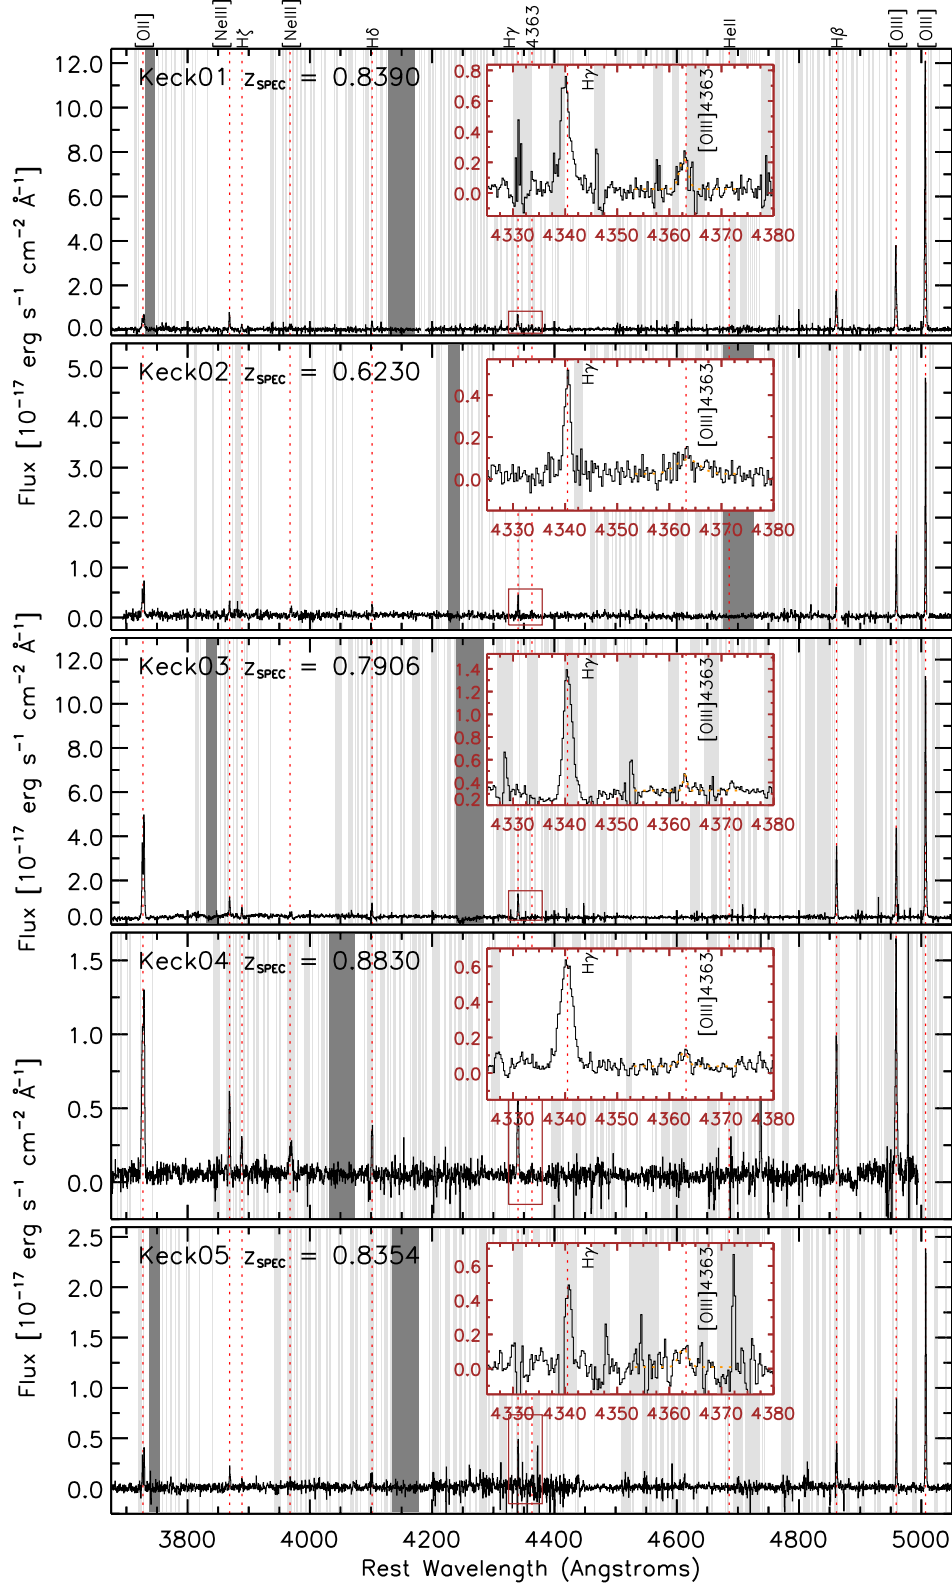 [OII] [NeIII] Hζ [NeIII] Hδ Hγ 4363 HeII Hβ [OIII] [OIII]
Flux [10⁻¹⁷ erg s⁻¹ cm⁻² Å⁻¹]
Keck01 z_SPEC = 0.8390
12.0
10.0
8.0
6.0
4.0
2.0
0.0
Hγ
[OIII]4363
0.8
0.6
0.4
0.2
0.0
4330 4340 4350 4360 4370 4380
Keck02 z_SPEC = 0.6230
5.0
4.0
3.0
2.0
1.0
0.0
Hγ
[OIII]4363
0.4
0.2
0.0
4330 4340 4350 4360 4370 4380
Flux [10⁻¹⁷ erg s⁻¹ cm⁻² Å⁻¹]
Keck03 z_SPEC = 0.7906
12.0
10.0
8.0
6.0
4.0
2.0
0.0
Hγ
[OIII]4363
1.4
1.2
1.0
0.8
0.6
0.4
0.2
4330 4340 4350 4360 4370 4380
Keck04 z_SPEC = 0.8830
1.5
1.0
0.5
0.0
Hγ
[OIII]4363
0.6
0.4
0.2
0.0
4330 4340 4350 4360 4370 4380
Flux [10⁻¹⁷ erg s⁻¹ cm⁻² Å⁻¹]
Keck05 z_SPEC = 0.8354
2.5
2.0
1.5
1.0
0.5
0.0
Hγ
[OIII]4363
0.6
0.4
0.2
0.0
4330 4340 4350 4360 4370 4380
3800 4000 4200 4400 4600 4800 5000
Rest Wavelength (Angstroms)